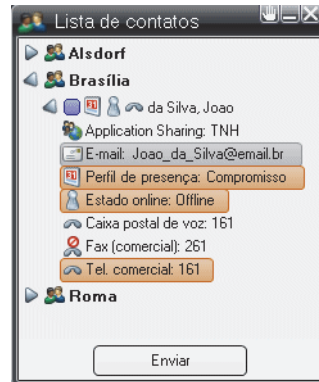 Lista de contatos
Alsdorf
Brasília
da Silva, Joao
Application Sharing: TNH
E-mail: Joao_da_Silva@email.br
Perfil de presença: Compromisso
Estado online: Offline
Caixa postal de voz: 161
Fax (comercial): 261
Tel. comercial: 161
Roma
Enviar